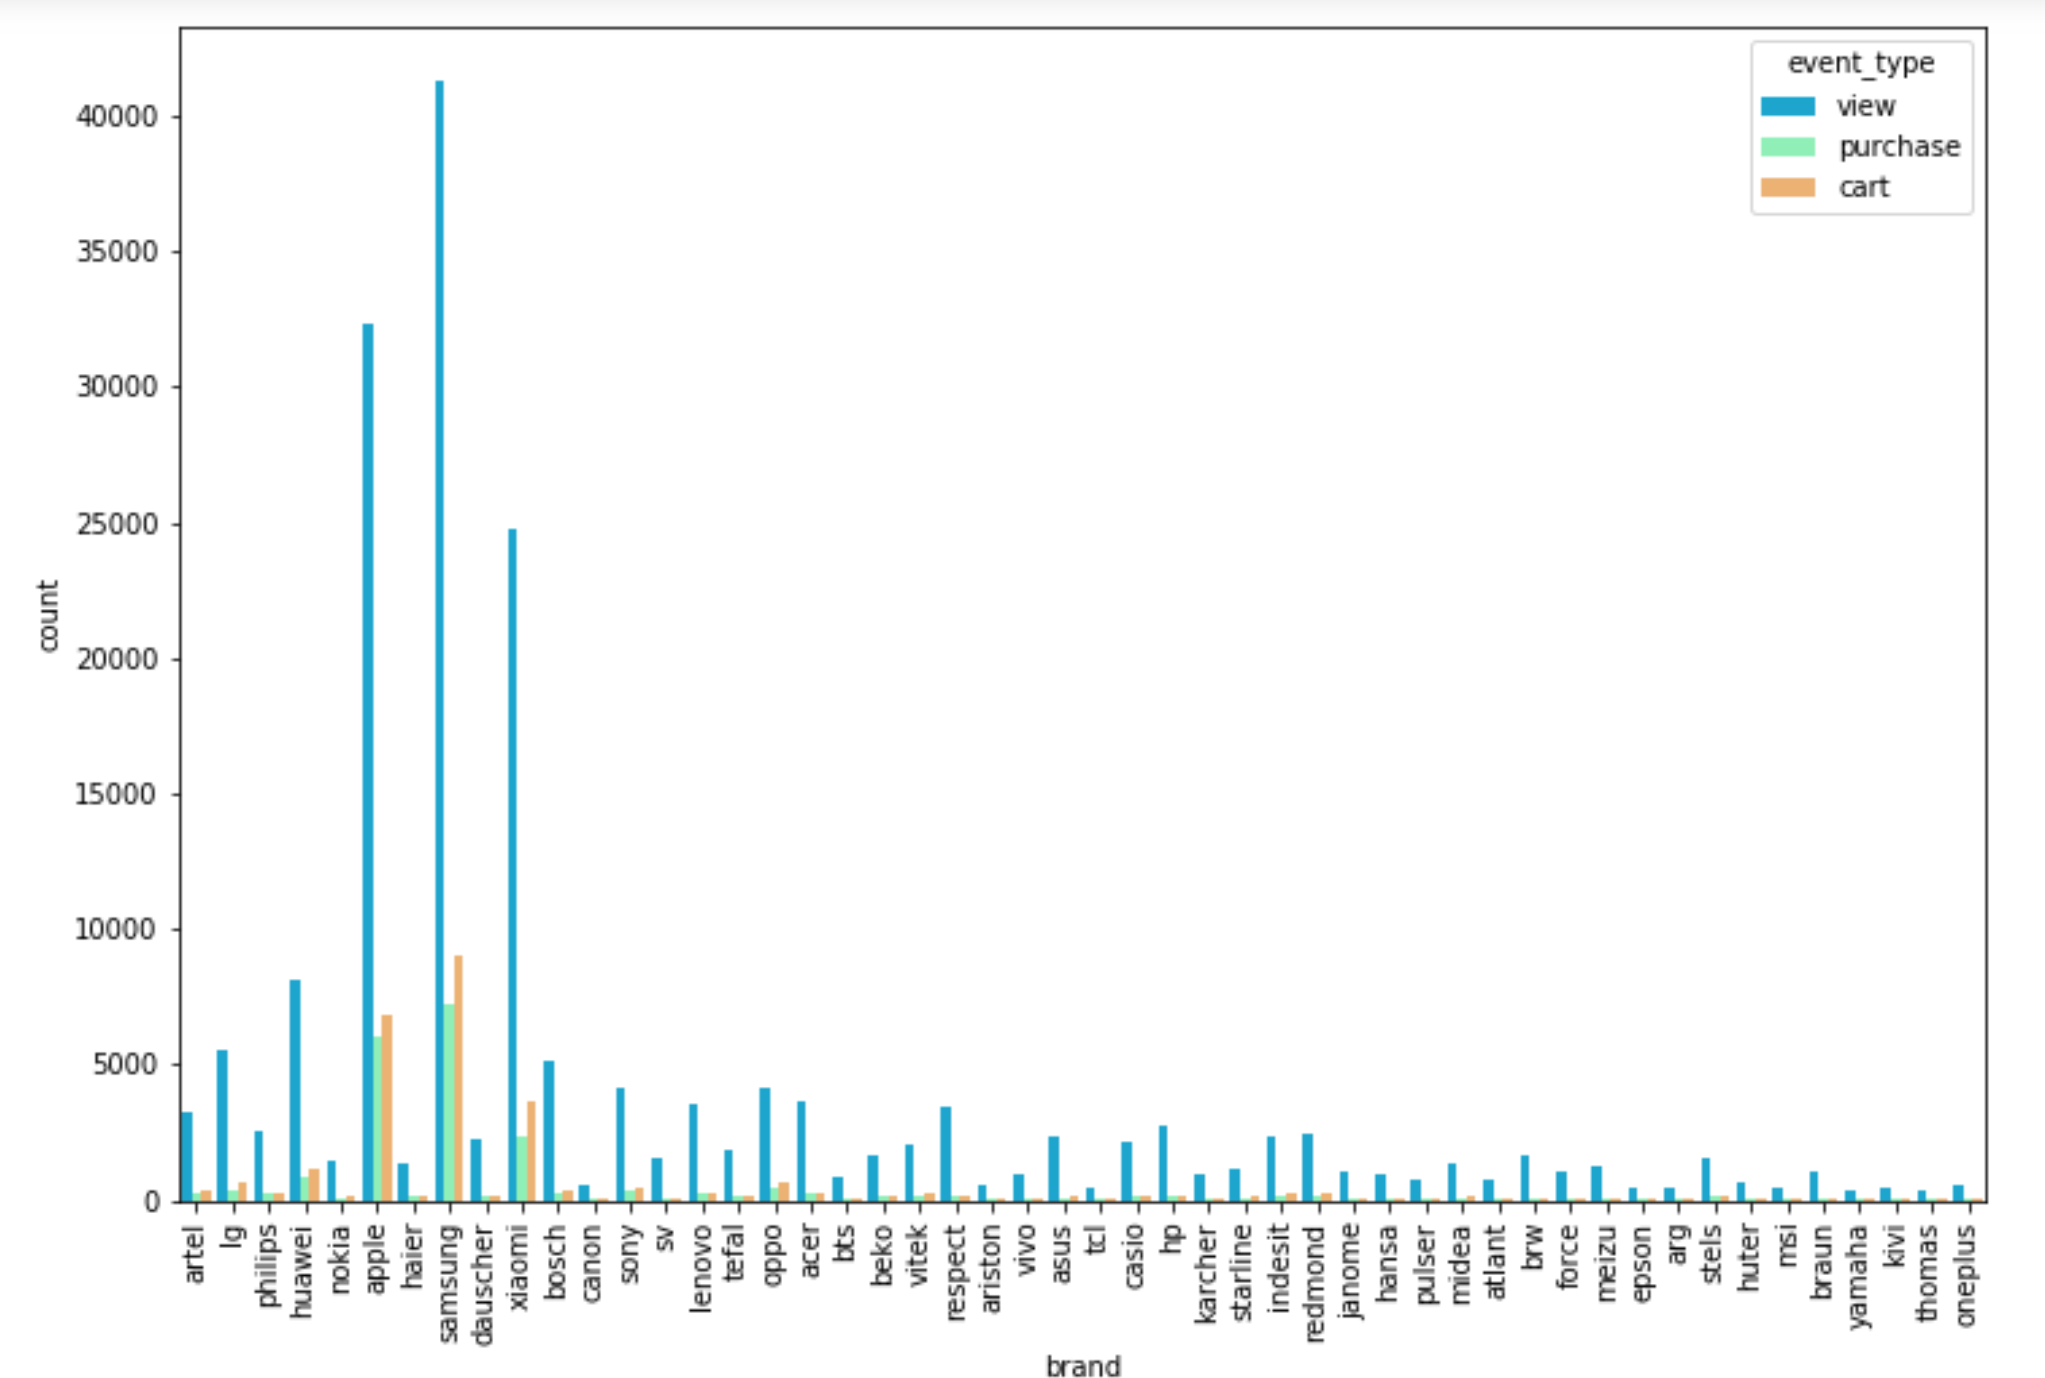 event_type
view
purchase
cart
40000
35000
30000
25000
20000
15000
10000
5000
0
count
artel
lg
philips
huawei
nokia
apple
haier
samsung
dauscher
xiaomi
bosch
canon
sony
sv
lenovo
tefal
oppo
acer
bts
beko
vitek
respect
ariston
vivo
asus
tcl
casio
hp
karcher
starline
indesit
redmond
janome
hansa
pulser
midea
atlant
brw
force
meizu
epson
arg
stels
huter
msi
braun
yamaha
kivi
thomas
oneplus
brand